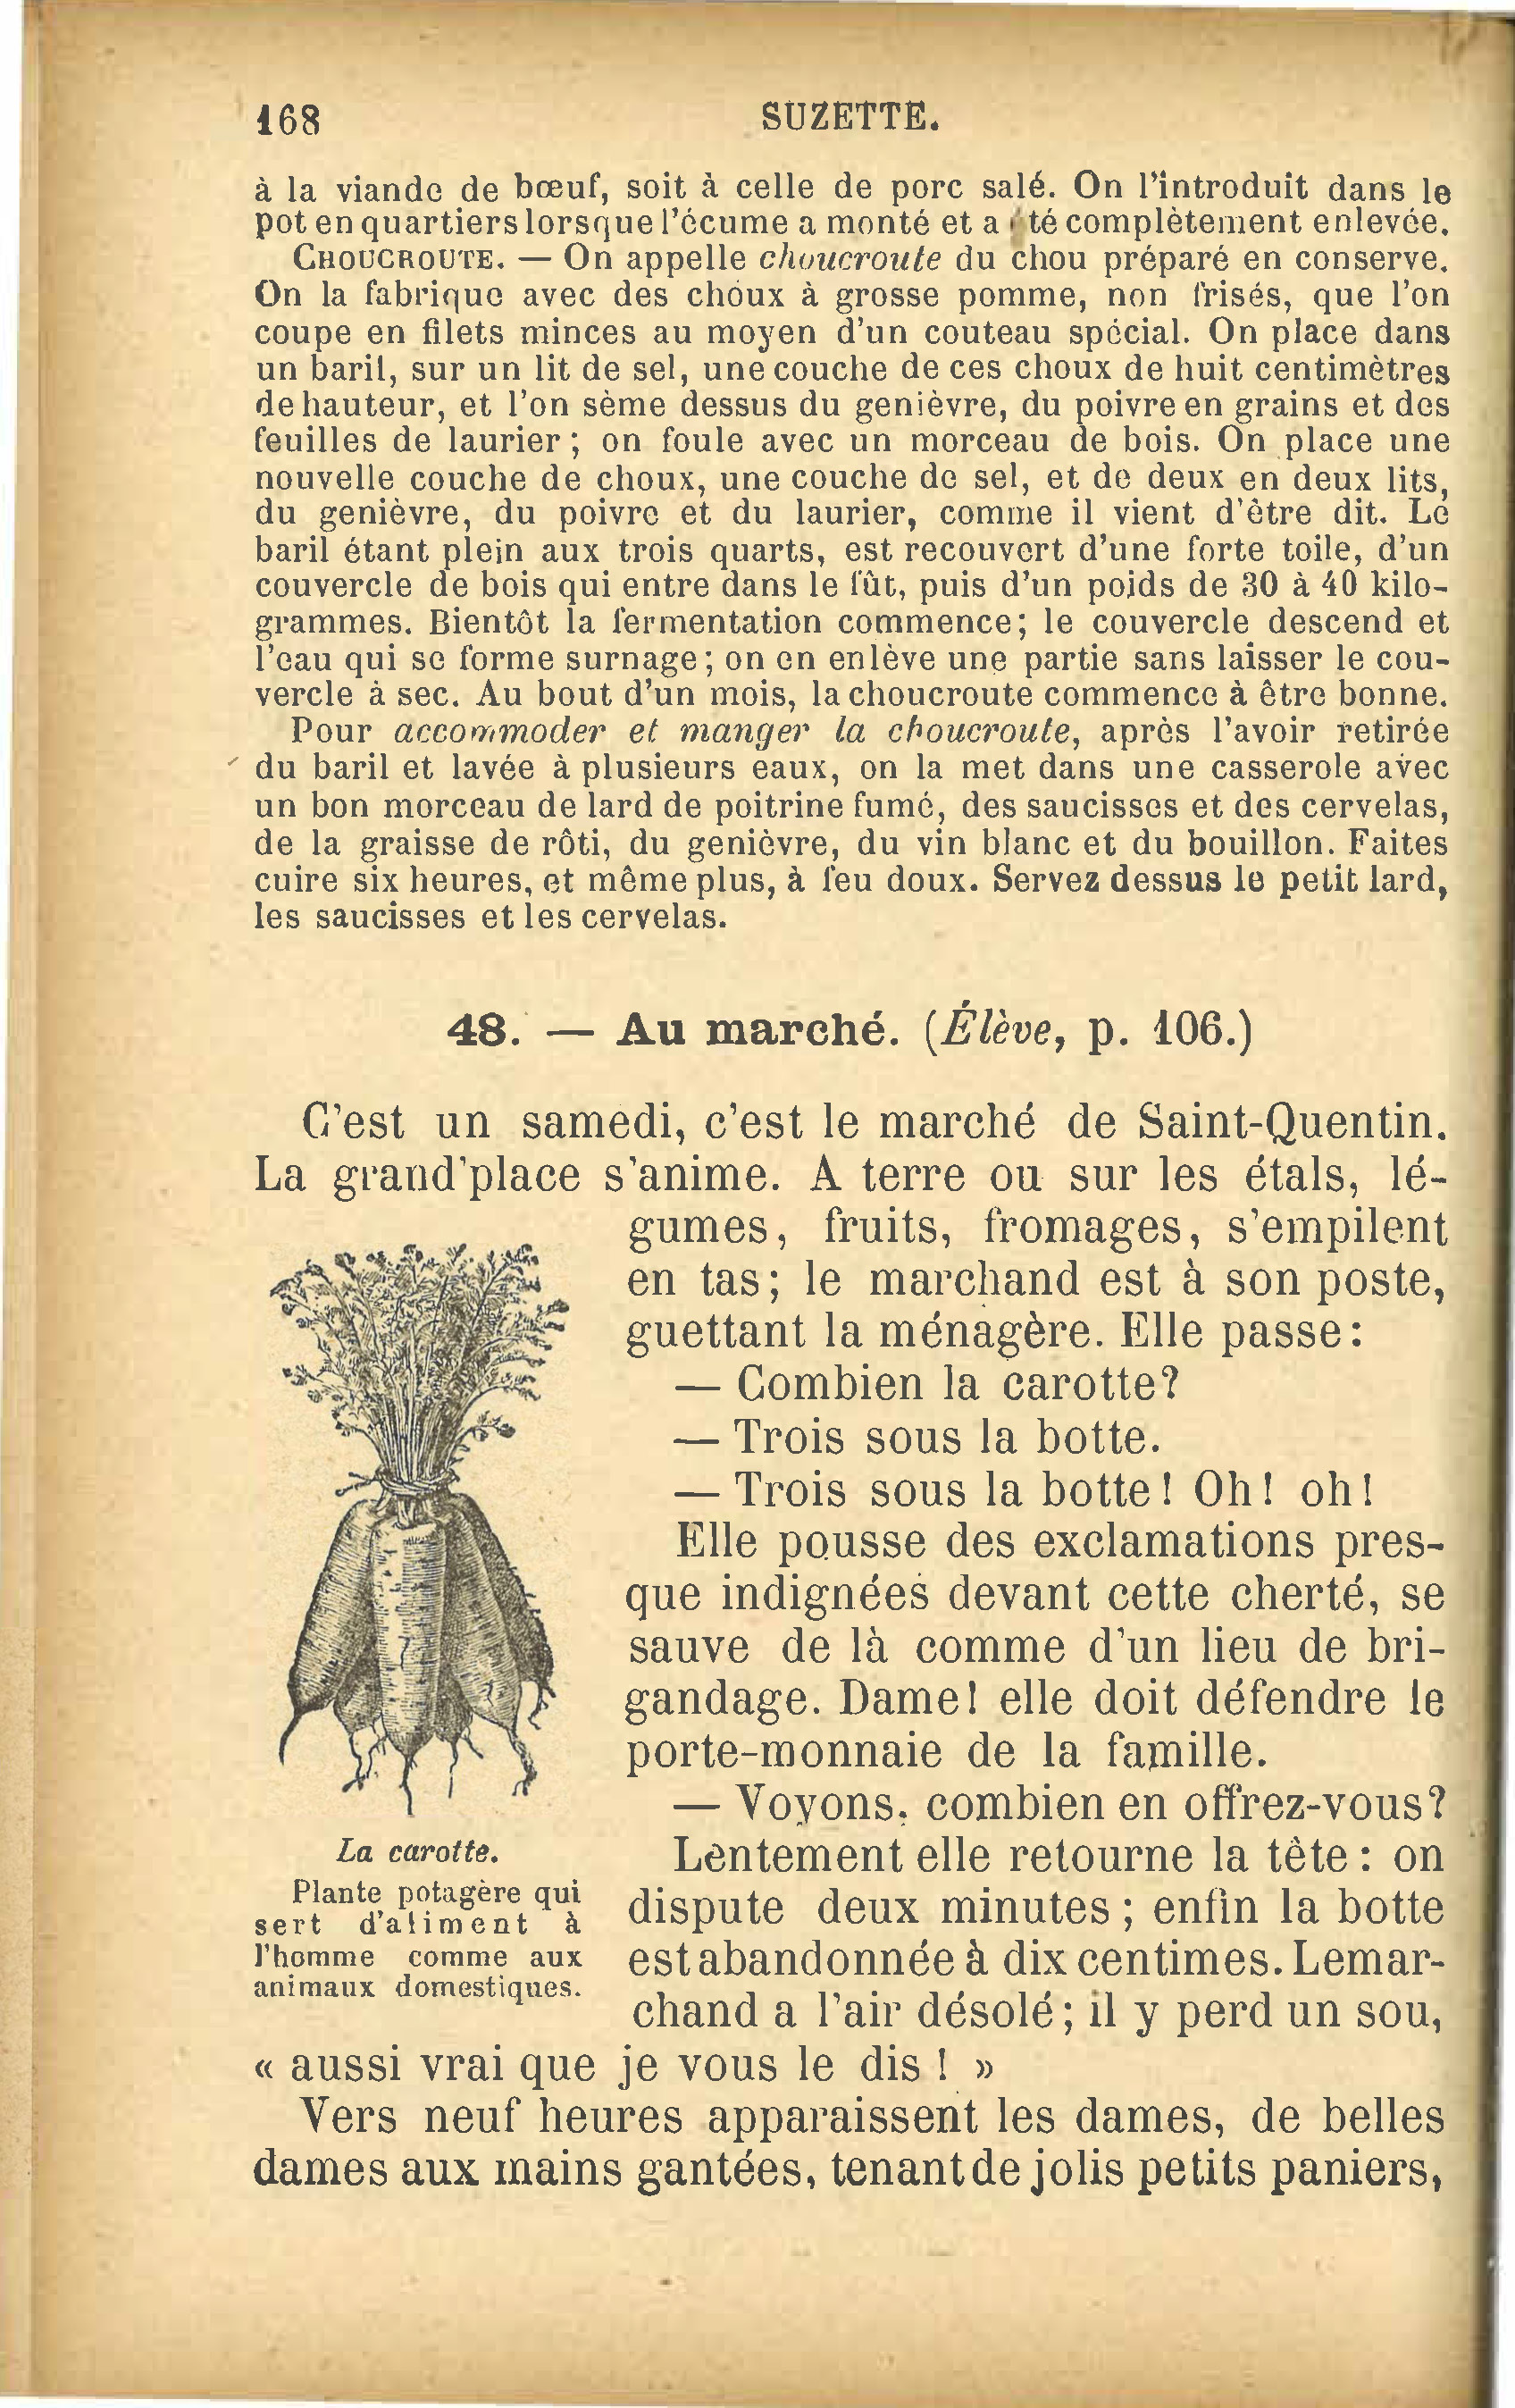 168
SUZETTE.
à la viande de bœuf, soit à celle de porc salé. On l'introduit dans le
pot en quartiers lorsque l'écume a monté et a été complètement enlevée.
CHOUCROUTE. — On appelle choucroute du chou préparé en conserve.
On la fabrique avec des choux à grosse pomme, non frisés, que l'on
coupe en filets minces au moyen d'un couteau spécial. On place dans
un baril, sur un lit de sel, une couche de ces choux de huit centimètres
de hauteur, et l'on sème dessus du genièvre, du poivre en grains et des
feuilles de laurier ; on foule avec un morceau de bois. On place une
nouvelle couche de choux, une couche de sel, et de deux en deux lits,
du genièvre, du poivre et du laurier, comme il vient d'être dit. Le
baril étant plein aux trois quarts, est recouvert d'une forte toile, d'un
couvercle de bois qui entre dans le fût, puis d'un poids de 30 à 40 kilo-
grammes. Bientôt la fermentation commence; le couvercle descend et
l'eau qui se forme surnage; on en enlève une partie sans laisser le cou-
vercle à sec. Au bout d'un mois, la choucroute commence à être bonne.
Pour accommoder et manger la choucroute, après l'avoir retirée
du baril et lavée à plusieurs eaux, on la met dans une casserole avec
un bon morceau de lard de poitrine fumé, des saucisses et des cervelas,
de la graisse de rôti, du genièvre, du vin blanc et du bouillon. Faites
cuire six heures, et même plus, à feu doux. Servez dessus le petit lard,
les saucisses et les cervelas.
48. — Au marché. (Élève, p. 106.)
C'est un samedi, c'est le marché de Saint-Quentin.
La grand'place s'anime. A terre ou sur les étals, lé-
gumes, fruits, fromages, s'empilent
en tas; le marchand est à son poste,
guettant la ménagère. Elle passe:
— Combien la carotte?
— Trois sous la botte.
— Trois sous la botte! Oh! oh!
Elle pousse des exclamations pres-
que indignées devant cette cherté, se
sauve de là comme d'un lieu de bri-
gandage. Dame! elle doit défendre le
porte-monnaie de la famille.
— Voyons, combien en offrez-vous?
Lentement elle retourne la tête : on
dispute deux minutes ; enfin la botte
est abandonnée à dix centimes. Le mar-
chand a l'air désolé; il y perd un sou,
« aussi vrai que je vous le dis ! »
Vers neuf heures apparaissent les dames, de belles
dames aux mains gantées, tenant de jolis petits paniers,
La carotte.
Plante potagère qui
sert d'aliment à
l'homme comme aux
animaux domestiques.